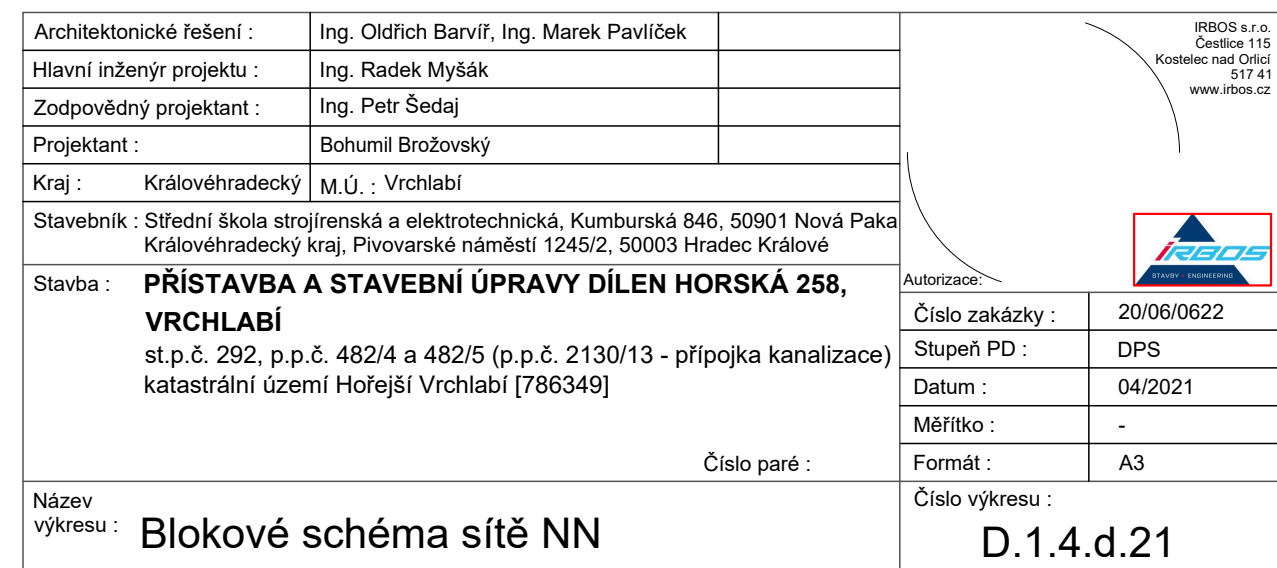 Architektonické řešení : Ing. Oldřich Barvíř, Ing. Marek Pavlíček
Hlavní inženýr projektu : Ing. Radek Myšák
Zodpovědný projektant : Ing. Petr Šedaj
Projektant : Bohumil Brožovský
Kraj : Královéhradecký M.Ú. : Vrchlabí
Stavebník : Střední škola strojírenská a elektrotechnická, Kumburská 846, 50901 Nová Paka
Královéhradecký kraj, Pivovarské náměstí 1245/2, 50003 Hradec Králové
Stavba : PŘÍSTAVBA A STAVEBNÍ ÚPRAVY DÍLEN HORSKÁ 258,
VRCHLABÍ
st.p.č. 292, p.p.č. 482/4 a 482/5 (p.p.č. 2130/13 - přípojka kanalizace)
katastrální území Hořejší Vrchlabí [786349]
Číslo paré :
Název
výkresu : Blokové schéma sítě NN
IRBOS s.r.o.
Čestlice 115
Kostelec nad Orlicí
517 41
www.irbos.cz
IRBOS
STAVBY ENGINEERING
Autorizace:
Číslo zakázky : 20/06/0622
Stupeň PD : DPS
Datum : 04/2021
Měřítko : -
Formát : A3
Číslo výkresu :
D.1.4.d.21